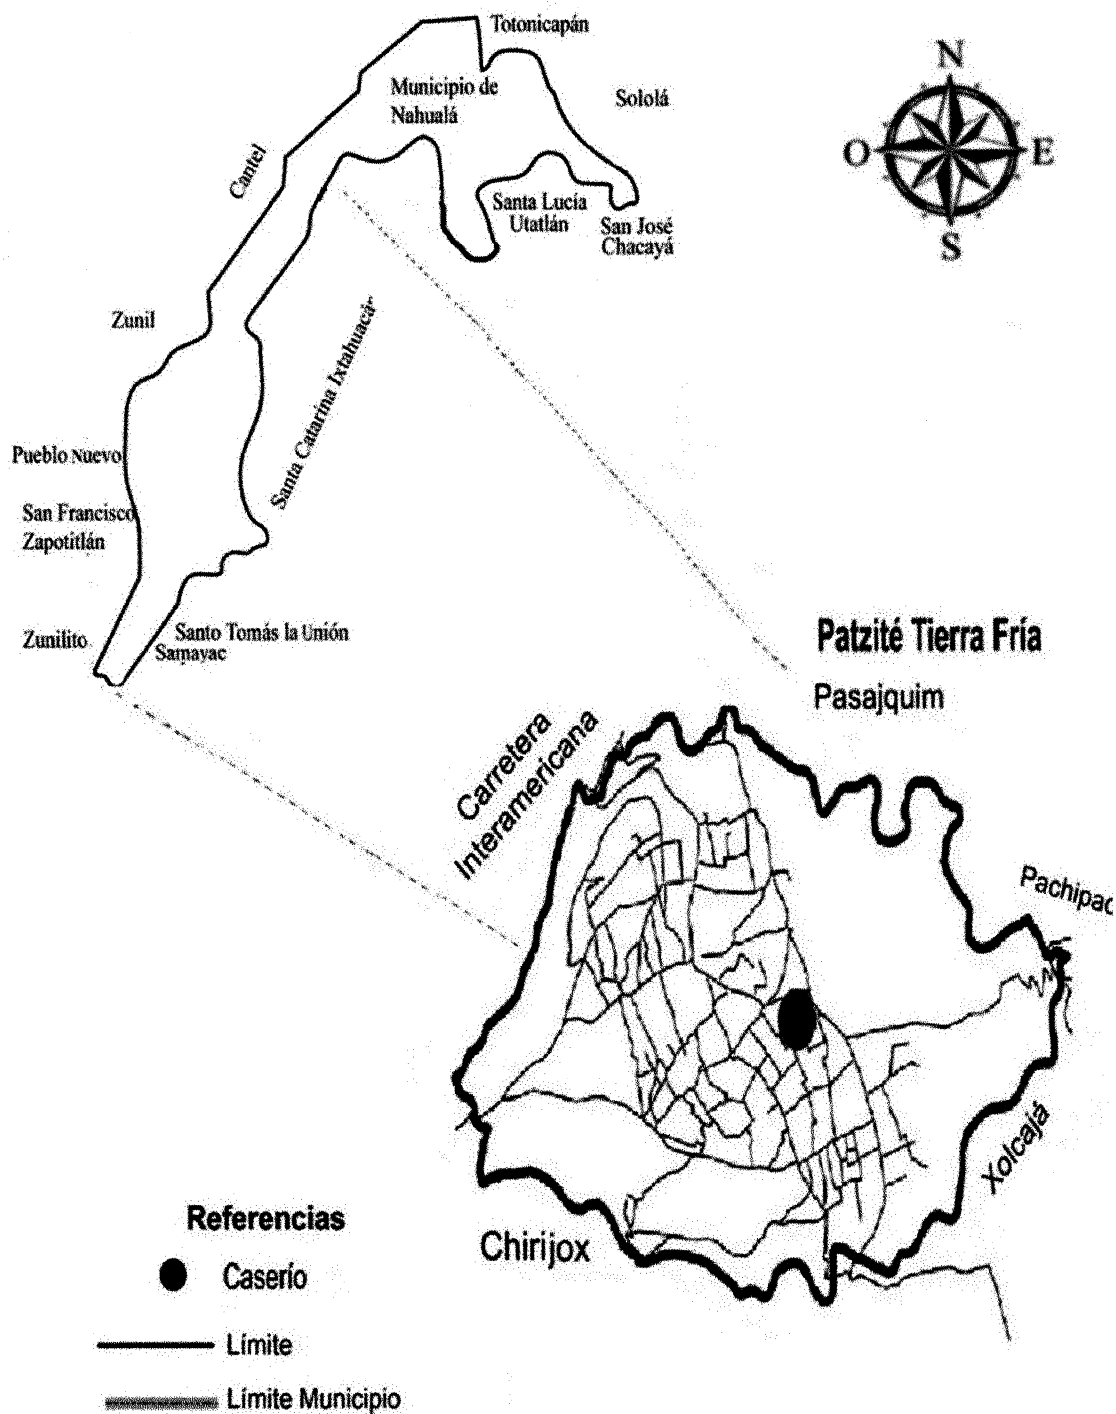 Totonicapán
Municipio de
Nahualá
Sololá
N
O
E
S
Cantel
Santa Lucía
Utatlán
San José
Chacayá
Zunil
Santa Catarina Ixtahuacán
Pueblo Nuevo
San Francisco
Zapotitlán
Zunilito
Santo Tomás la Unión
Samayac
Patzité Tierra Fría
Pasajquim
Carretera
Interamericana
Pachipac
Xolcajá
Chirijox
Referencias
Caserío
Límite
Límite Municipio